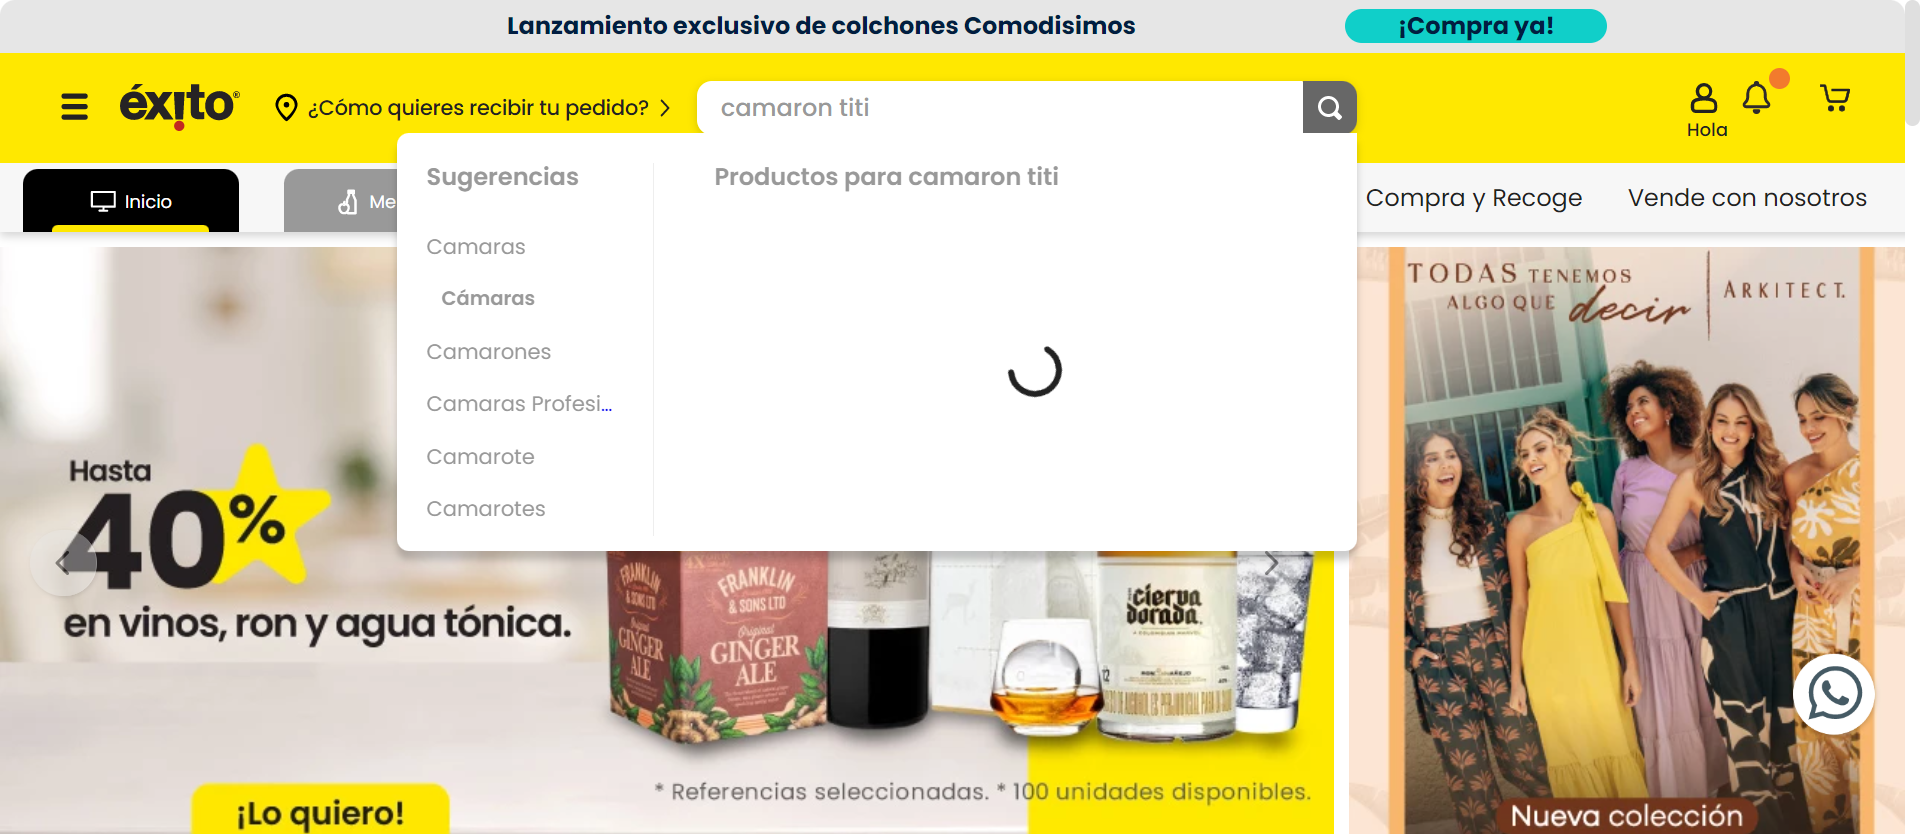 Lanzamiento exclusivo de colchones Comodisimos
¡Compra ya!
éxito®
¿Cómo quieres recibir tu pedido?
camaron titi
Hola
Inicio
Me
Compra y Recoge
Vende con nosotros
Sugerencias
Camaras
Cámaras
Camarones
Camaras Profesi...
Camarote
Camarotes
Productos para camaron titi
Hasta
40%
en vinos, ron y agua tónica.
¡Lo quiero!
FRANKLIN
& SONS LTD
GINGER
ALE
FRANKLIN
& SONS LTD
Original
GINGER
ALE
cierva
dorada.
* Referencias seleccionadas. * 100 unidades disponibles.
TODAS TENEMOS
ALGO QUE decir
ARKITECT.
Nueva colección